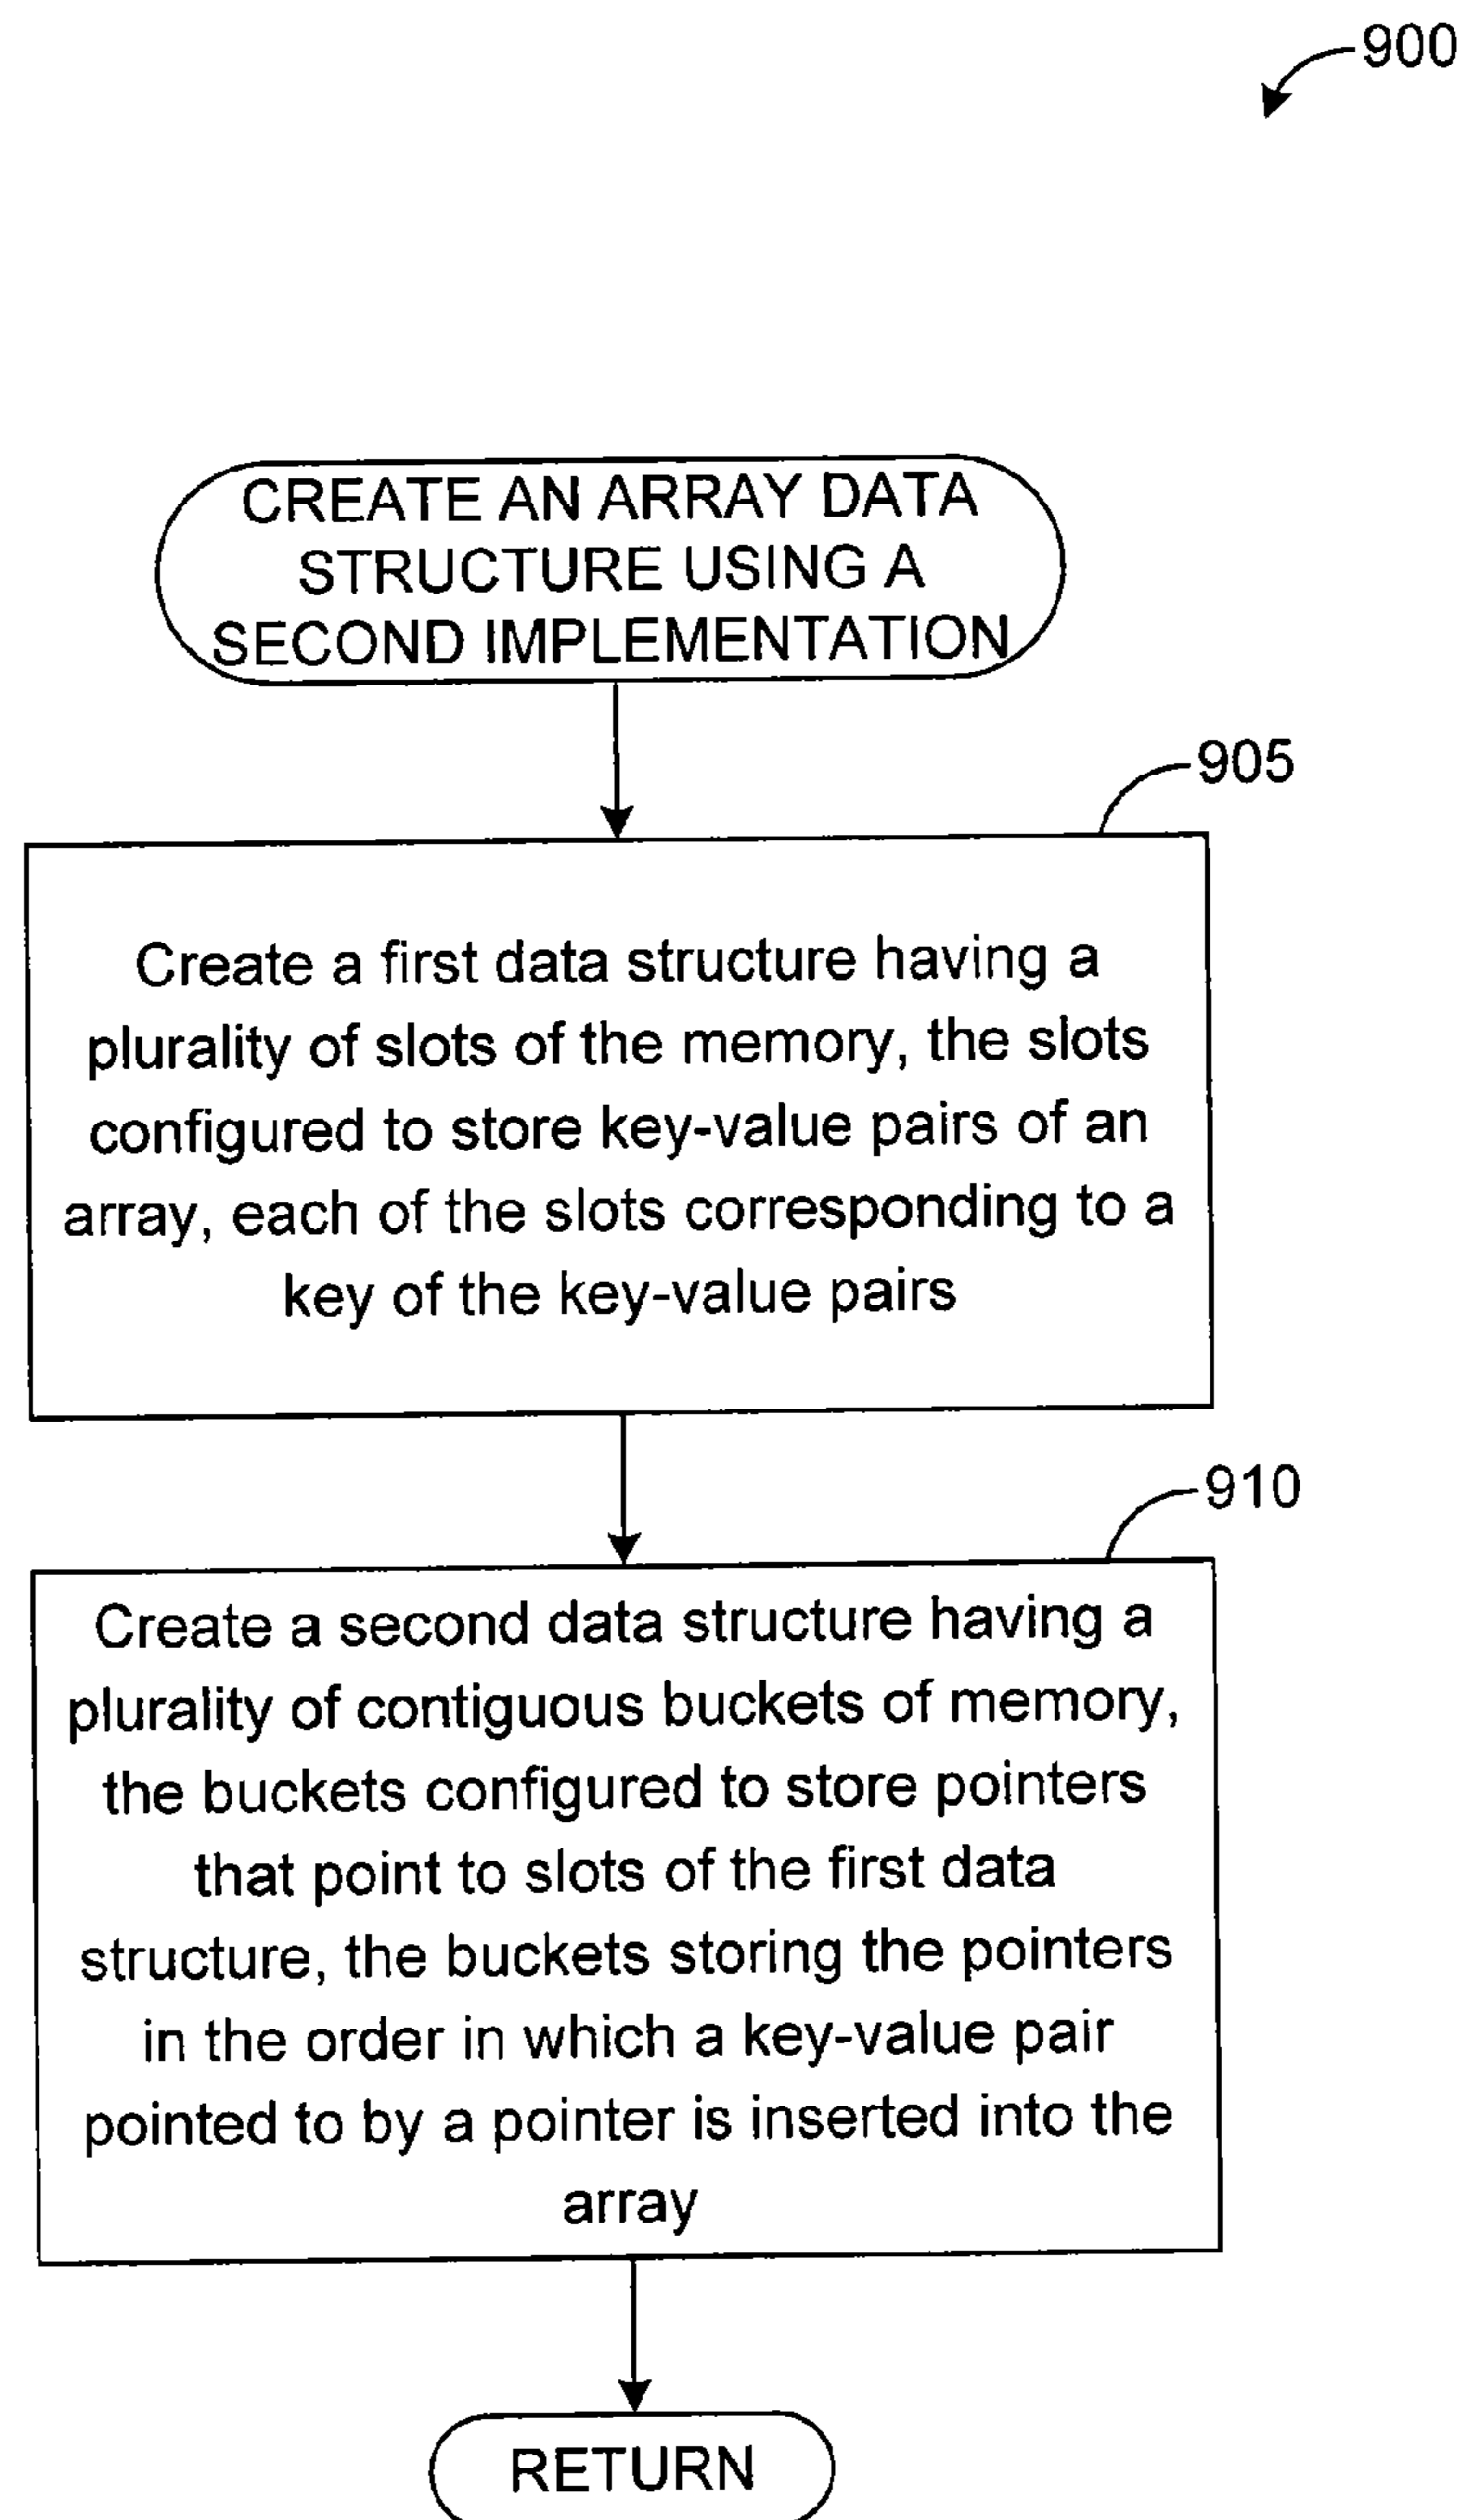 900
CREATE AN ARRAY DATA
STRUCTURE USING A
SECOND IMPLEMENTATION
905
Create a first data structure having a
plurality of slots of the memory, the slots
configured to store key-value pairs of an
array, each of the slots corresponding to a
key of the key-value pairs
910
Create a second data structure having a
plurality of contiguous buckets of memory,
the buckets configured to store pointers
that point to slots of the first data
structure, the buckets storing the pointers
in the order in which a key-value pair
pointed to by a pointer is inserted into the
array
RETURN